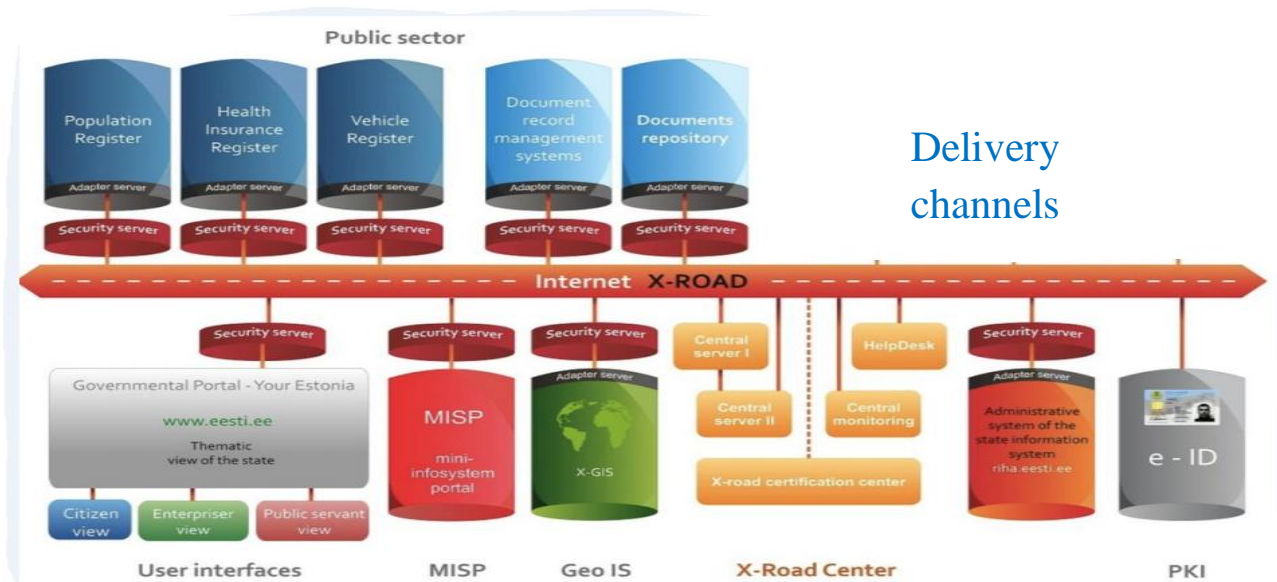 Public sector
Population
Register
Adapter server
Security server
Health
Insurance
Register
Adapter server
Security server
Vehicle
Register
Adapter server
Security server
Document
record
management
systems
Adapter server
Security server
Documents
repository
Adapter server
Security server
Delivery
channels
Internet X-ROAD
Security server
Governmental Portal - Your Estonia
www.eesti.ee
Thematic
view of the state
Citizen
view
Enterpriser
view
Public servant
view
User interfaces
Security server
MISP
mini-
infosystem
portal
MISP
Security server
Adapter server
X-GIS
Geo IS
Central
server I
Central
server II
HelpDesk
Central
monitoring
X-road certification center
X-Road Center
Security server
Adapter server
Administrative
system of the
state information
system
riha.eesti.ee
e - ID
PKI